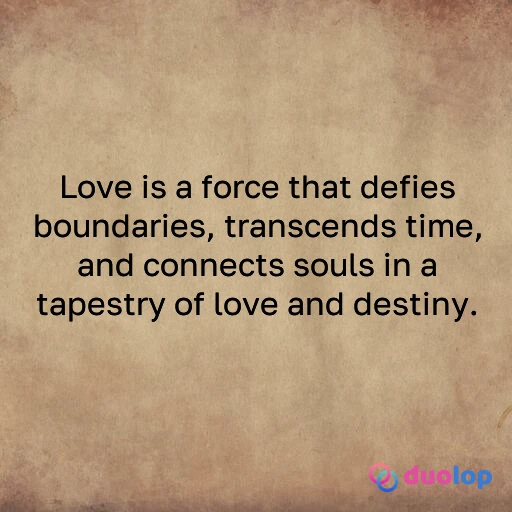 Love is a force that defies
boundaries, transcends time,
and connects souls in a
tapestry of love and destiny.
duolop